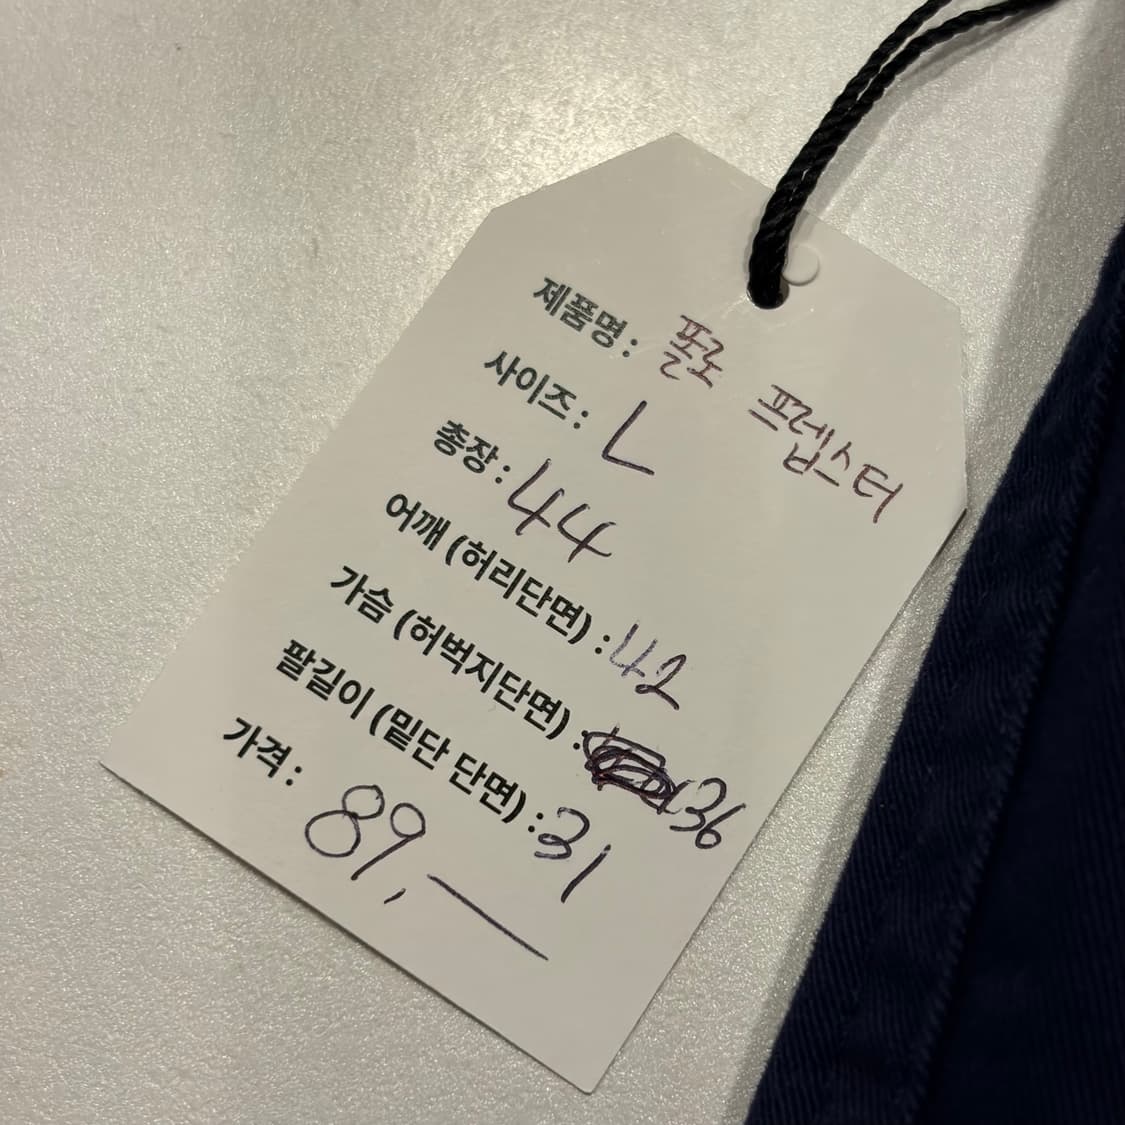 제품명 : 폴로 프렙스터
사이즈 : L
총장 : 44
어깨 (허리단면) : 42
가슴 (허벅지단면) : 36
팔길이 (밑단 단면) : 31
가격 : 89,—